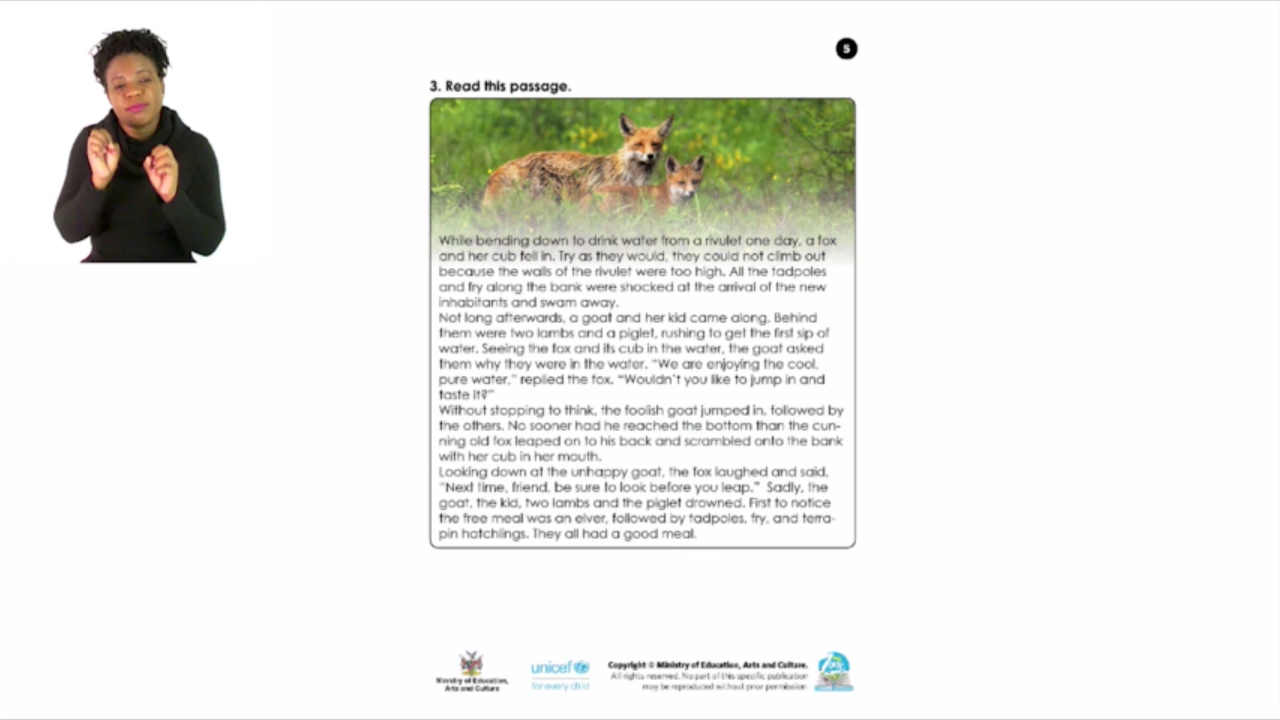 5
3. Read this passage.
While bending down to drink water from a rivulet one day, a fox
and her cub fell in. Try as they would, they could not climb out
because the walls of the rivulet were too high. All the tadpoles
and fry along the bank were shocked at the arrival of the new
inhabitants and swam away.
Not long afterwards, a goat and her kid came along. Behind
them were two lambs and a piglet, rushing to get the first sip of
water. Seeing the fox and its cub in the water, the goat asked
them why they were in the water. "We are enjoying the cool,
pure water," replied the fox. "Wouldn't you like to jump in and
taste it?"
Without stopping to think, the foolish goat jumped in, followed by
the others. No sooner had he reached the bottom than the cun-
ning old fox leaped on to his back and scrambled onto the bank
with her cub in her mouth.
Looking down at the unhappy goat, the fox laughed and said,
"Next time, friend, be sure to look before you leap." Sadly, the
goat, the kid, two lambs and the piglet drowned. First to notice
the free meal was an elver, followed by tadpoles, fry, and terra-
pin hatchlings. They all had a good meal.
Ministry of Education,
Arts and Culture
unicef
for every child
Copyright © Ministry of Education, Arts and Culture.
All rights reserved. No part of this specific publication
may be reproduced without prior permission